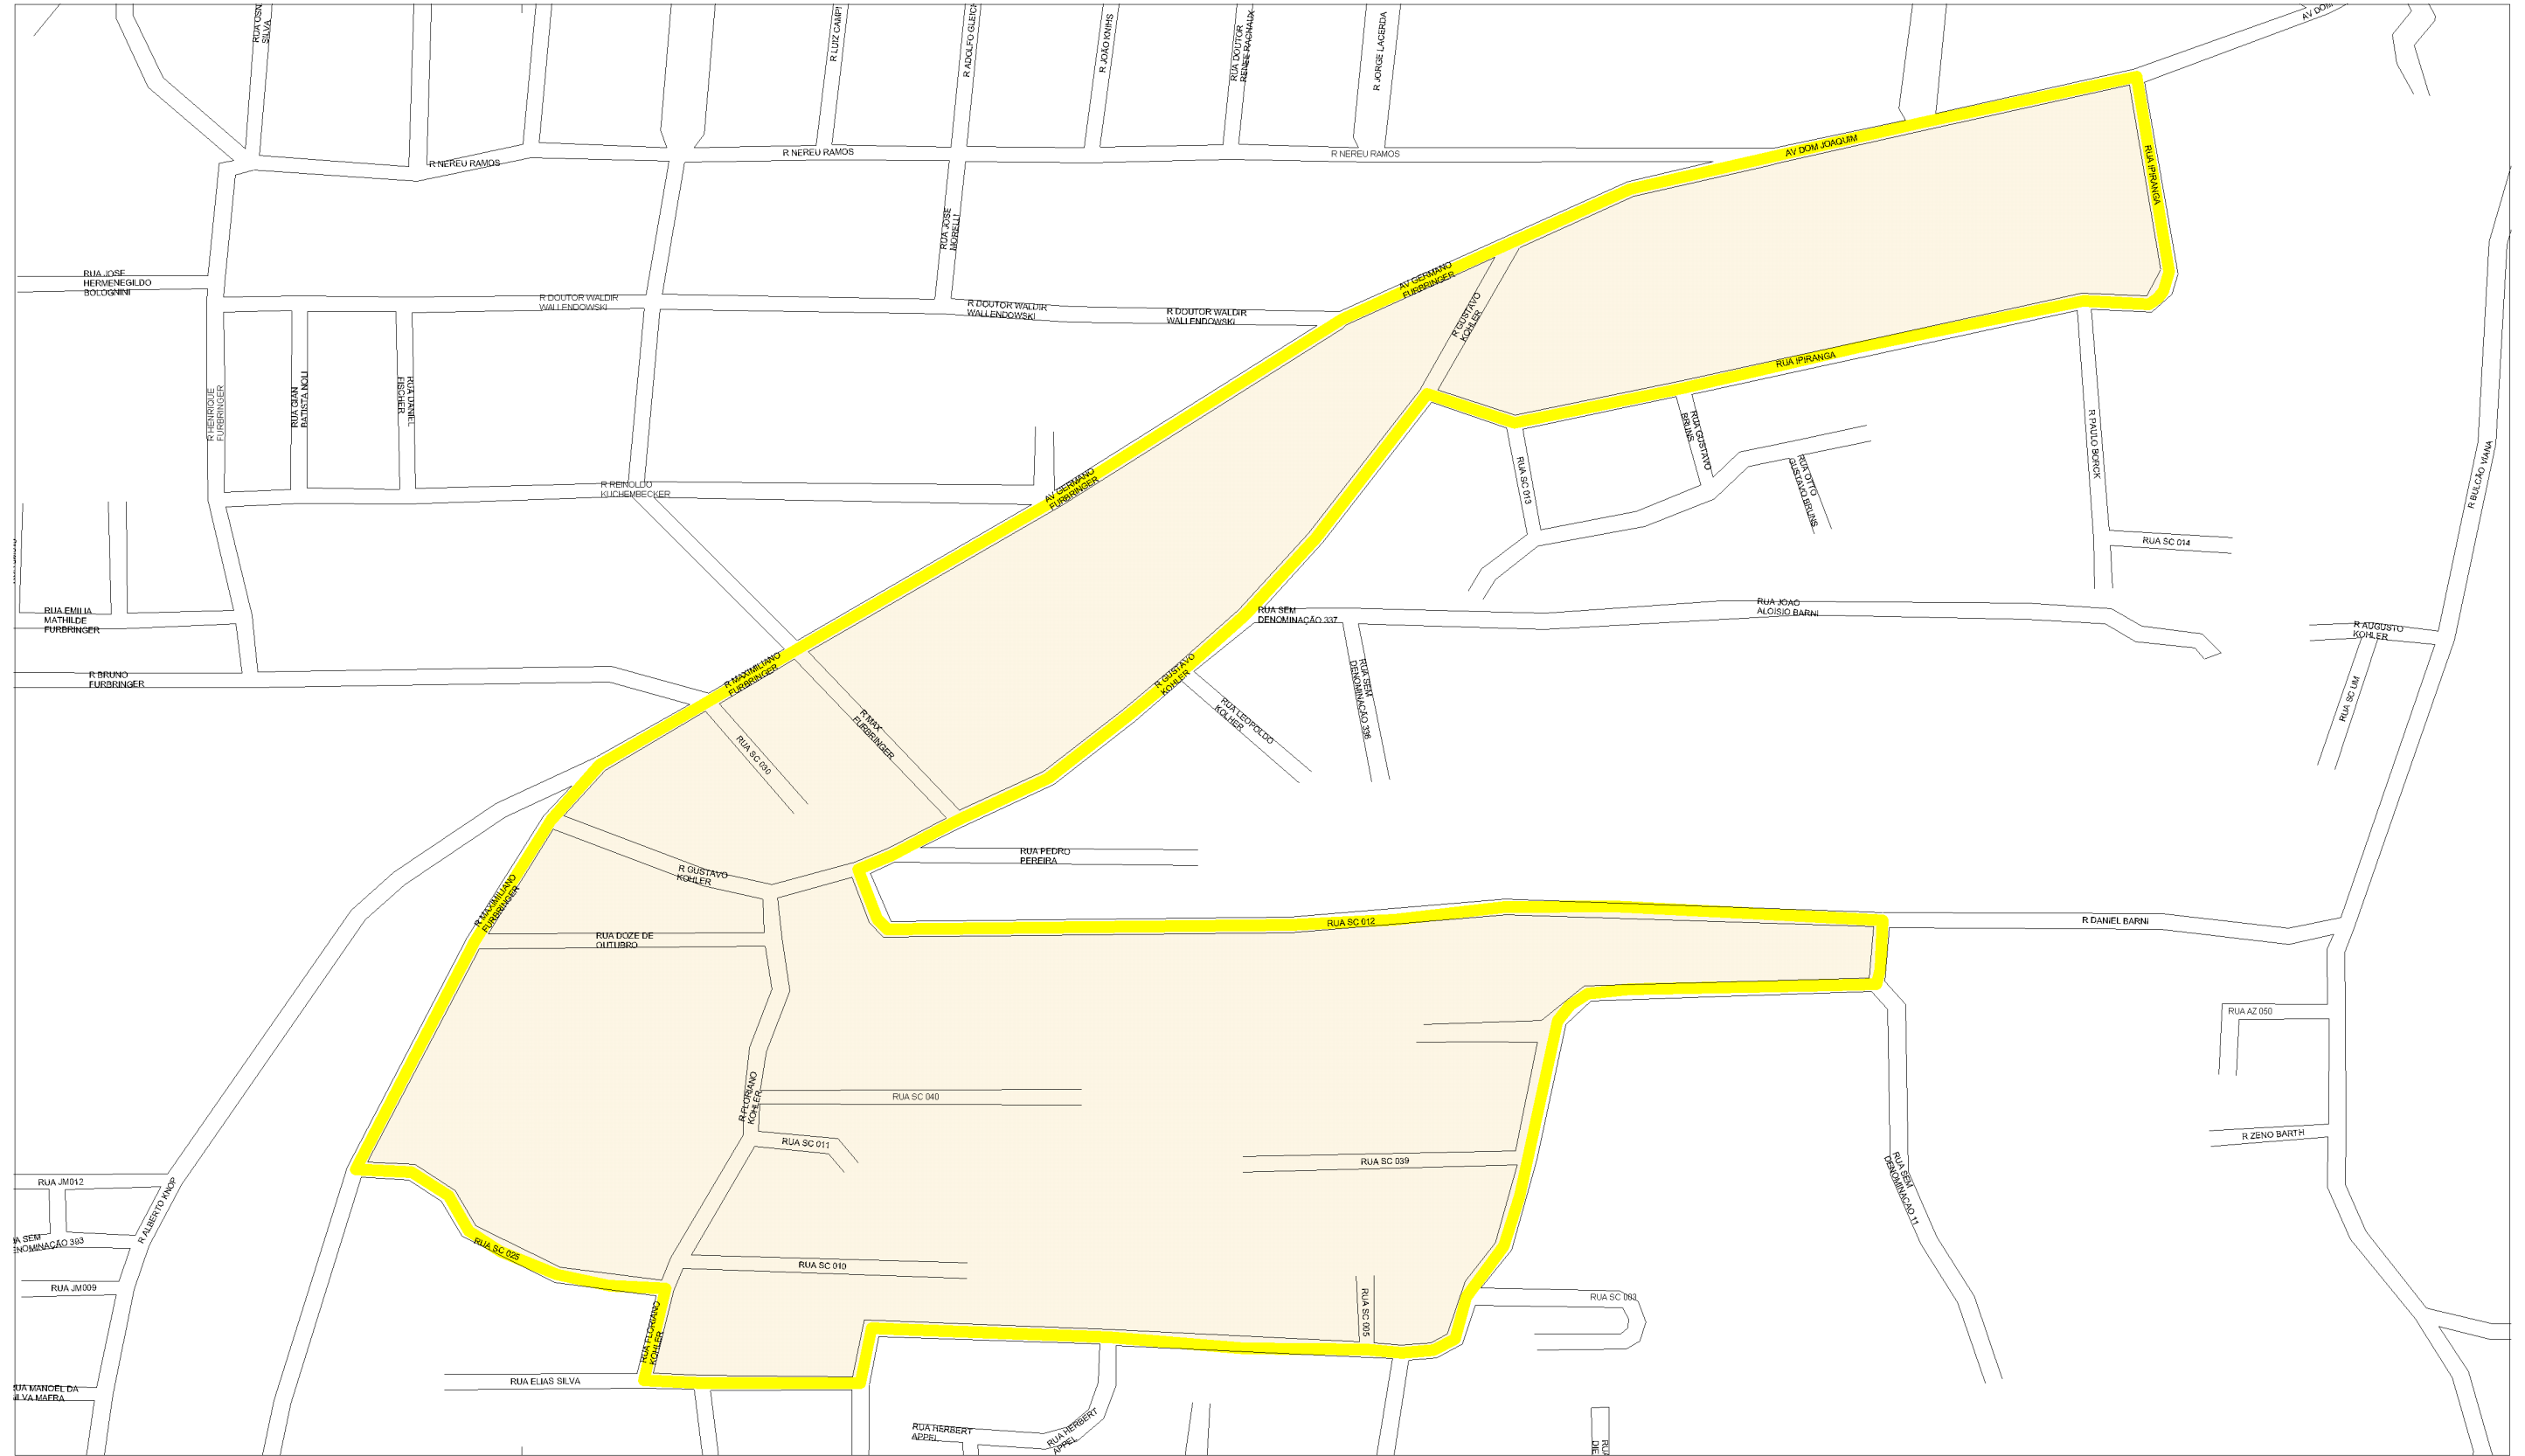 SILVA
R LUIZ CAMPI
R ADOLFO GLEICH
R JOÃO KNIHS
RUA DOUTOR
RENEE RACHAUX
R JORGE LACERDA
AV DOM
R NEREU RAMOS
R NEREU RAMOS
R NEREU RAMOS
AV DOM JOAQUIM
RUA IPIRANGA
RUA JOSE
MORELLI
RUA JOSE
HERMENEGILDO
BOLOGNINI
R DOUTOR WALDIR
WALLENDOWSKI
R DOUTOR WALDIR
WALLENDOWSKI
R DOUTOR WALDIR
WALLENDOWSKI
AV GERMANO
FURBRINGER
R GUSTAVO
KOHLER
RUA IPIRANGA
R HENRIQUE
FURBRINGER
RUA GIAN
BATISTA NOLI
RUA DANIEL
FISCHER
RUA GUSTAVO
BRUNS
R PAULO BORCK
R BULCÃO VIANA
R REINOLDO
KUCHEMBECKER
AV GERMANO
FURBRINGER
RUA SC 013
RUA OTTO
GUSTAVO BRUNS
RUA SC 014
RUA EMILIA
MATHILDE
FURBRINGER
RUA SEM
DENOMINAÇÃO 337
RUA JOAO
ALOISIO BARNI
R AUGUSTO
KOHLER
R BRUNO
FURBRINGER
R MAXIMILIANO
FURBRINGER
R GUSTAVO
KOHLER
RUA SEM
DENOMINAÇÃO 336
RUA LEOPOLDO
KOLHER
RUA SC UM
R MAX
FURBRINGER
RUA SC 030
RUA PEDRO
PEREIRA
R GUSTAVO
KOHLER
R MAXIMILIANO
FURBRINGER
RUA DOZE DE
OUTUBRO
RUA SC 012
R DANIEL BARNI
RUA AZ 050
R FLORIANO
KOHLER
RUA SC 040
RUA SC 011
RUA SC 039
R ZENO BARTH
RUA SEM
DENOMINACAO 11
RUA JM012
R ALBERTO KNOP
SEM
NOMINAÇÃO 393
RUA SC 025
RUA SC 010
RUA JM009
RUA SC 005
RUA SC 003
RUA FLORIANO
KOHLER
RUA ELIAS SILVA
RUA MANOEL DA
MAFRA
RUA HERBERT
APPEL
RUA HERBERT
APPEL
RUA
DIE